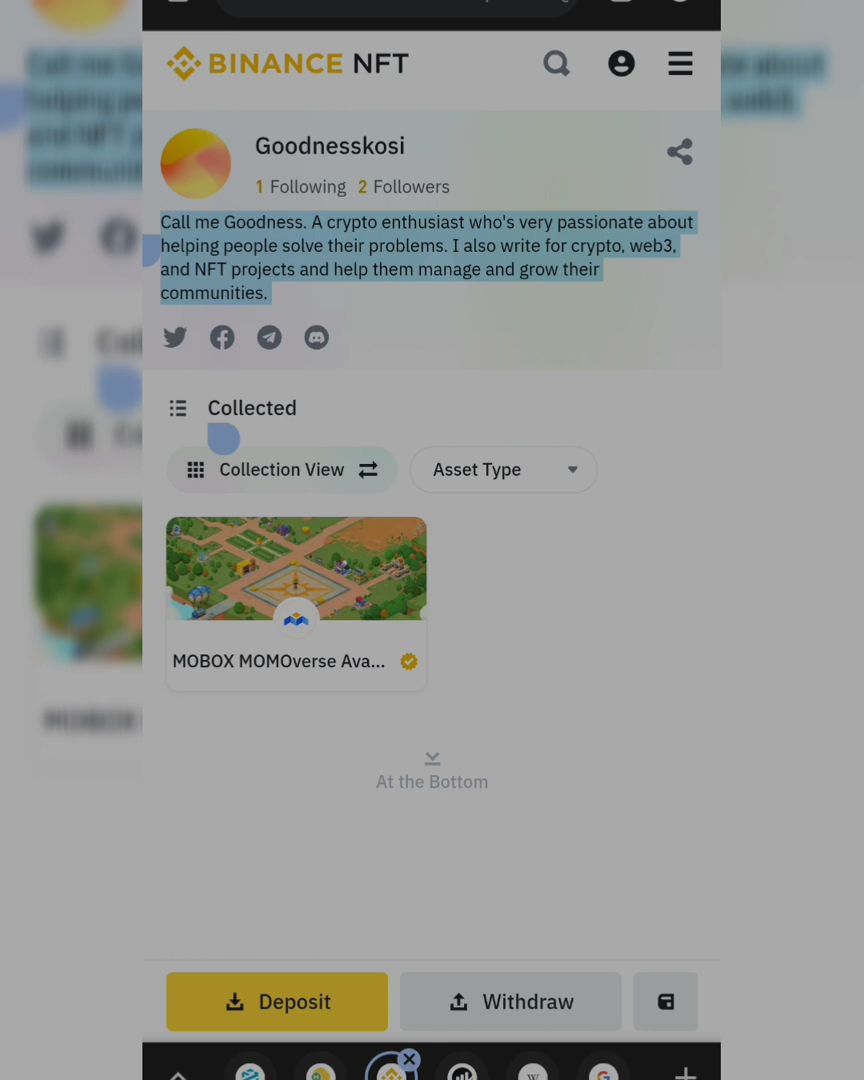 BINANCE NFT
Goodnesskosi
1 Following 2 Followers
Call me Goodness. A crypto enthusiast who's very passionate about
helping people solve their problems. I also write for crypto, web3,
and NFT projects and help them manage and grow their
communities.
Collected
Collection View
Asset Type
MOBOX MOMOverse Ava...
At the Bottom
Deposit
Withdraw